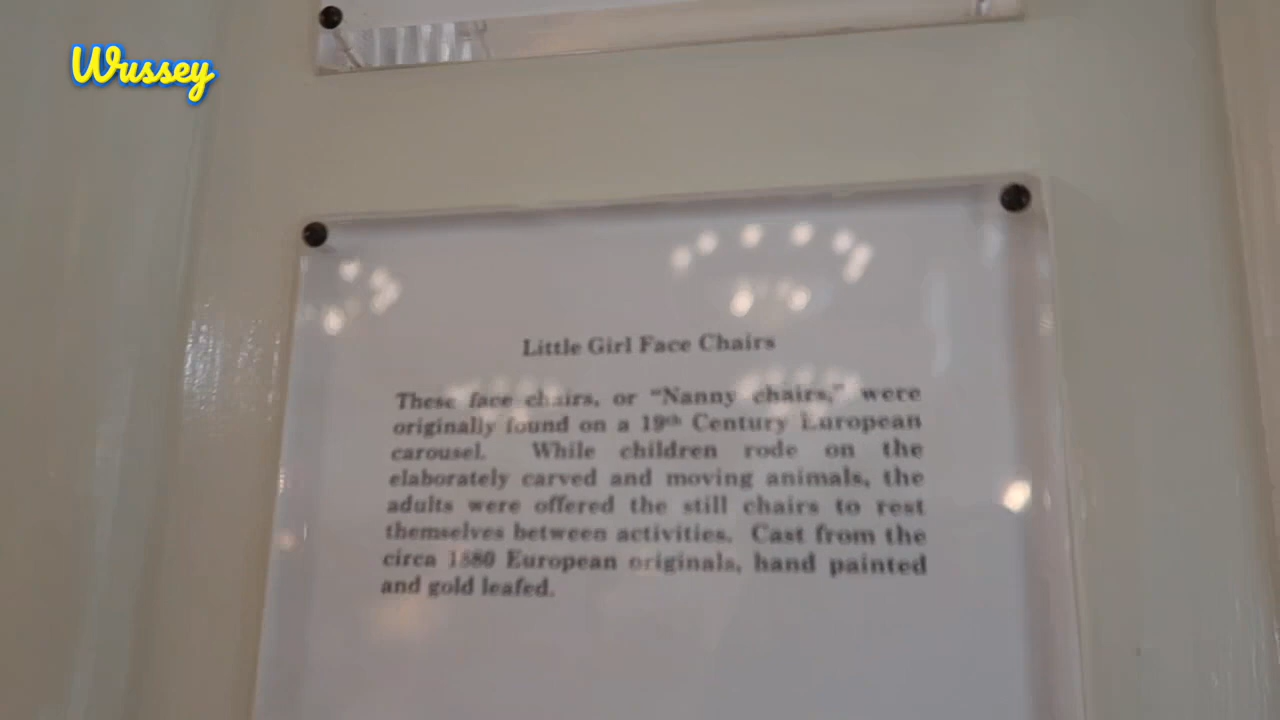 Wussey
Little Girl Face Chairs
These face chairs, or "Nanny chairs," were
originally found on a 19th Century European
carousel. While children rode on the
elaborately carved and moving animals, the
adults were offered the still chairs to rest
themselves between activities. Cast from the
circa 1880 European originals, hand painted
and gold leafed.